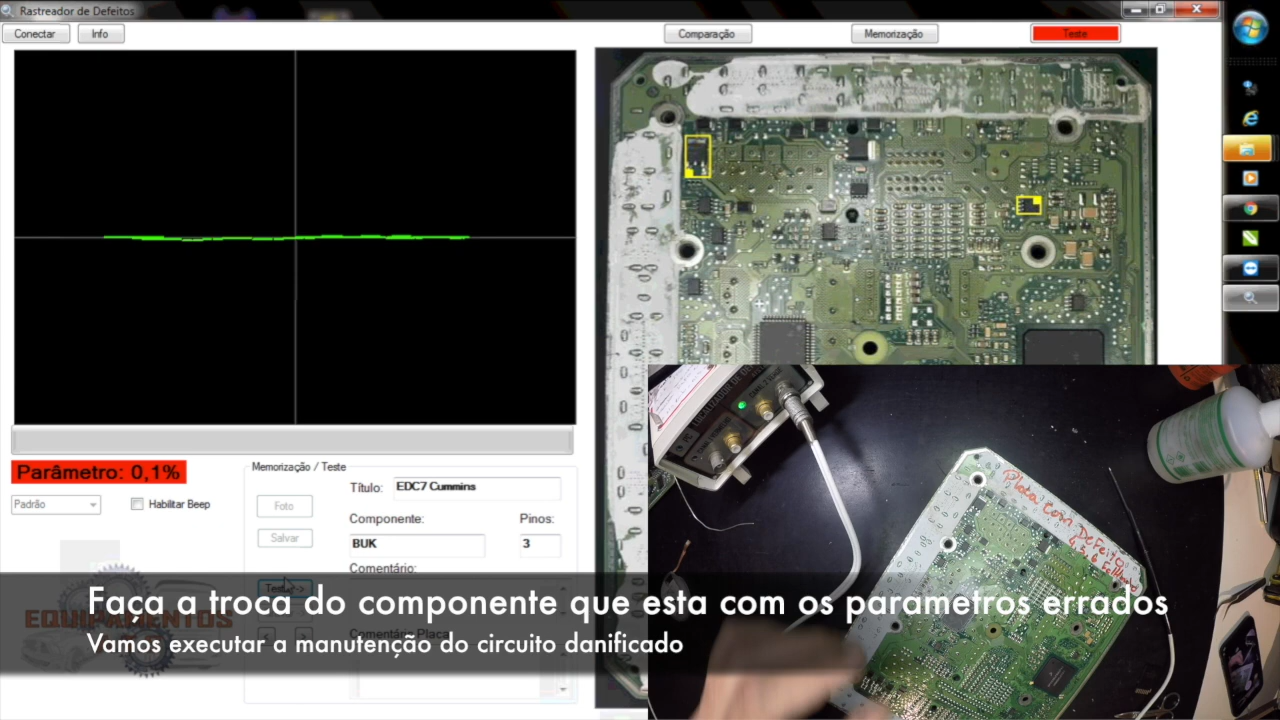 Rastreador de Defeitos
Conectar
Info
Comparação
Memorização
Teste
Parâmetro: 0,1%
Padrão
Habilitar Beep
Memorização / Teste
Foto
Salvar
Título:
EDC7 Cummins
Componente:
Pinos:
BUK
3
Comentário:
Faça a troca do componente que esta com os parametros errados
Vamos executar a manutenção do circuito danificado
EQUIPAMENTOS
Placa com DeFeito